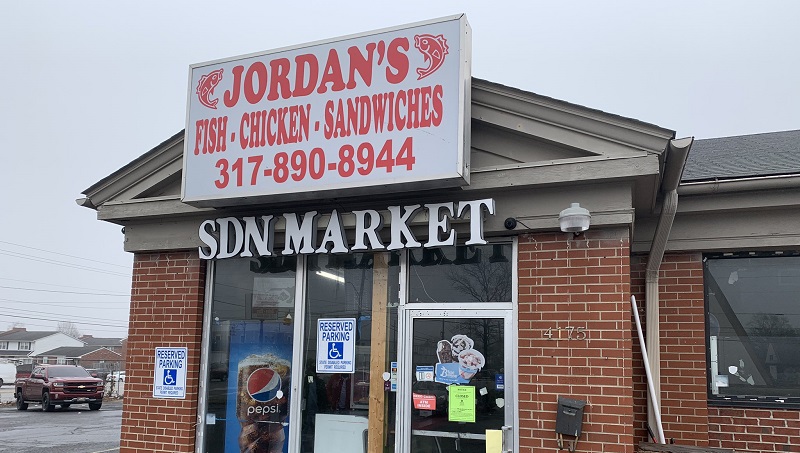 JORDAN'S
FISH - CHICKEN - SANDWICHES
317-890-8944
SDN MARKET
4175
RESERVED
PARKING
RESERVED
PARKING
pepsi